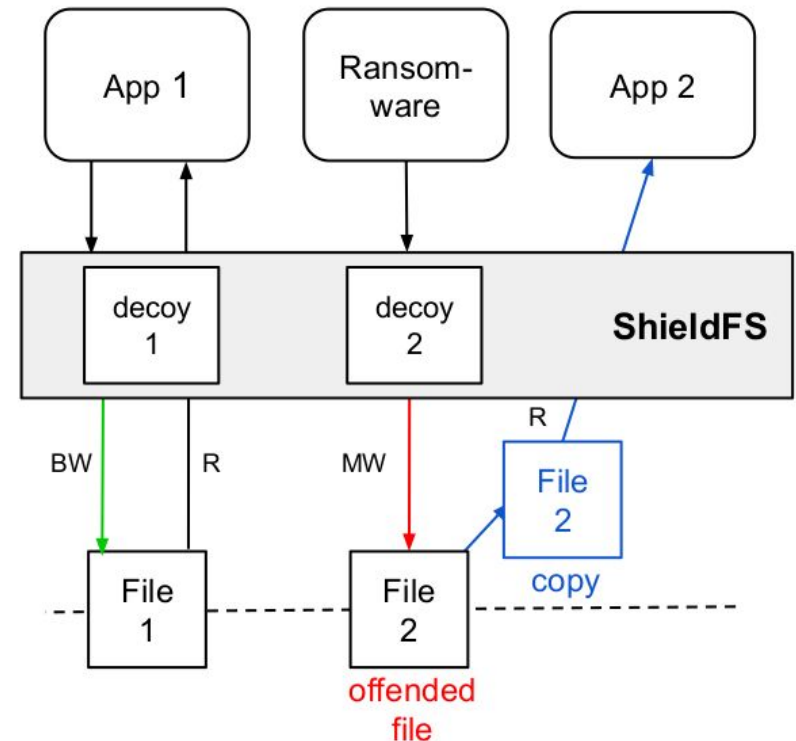 App 1
Ransom-
ware
App 2
decoy
1
decoy
2
ShieldFS
BW
R
MW
R
File
2
copy
File
1
File
2
offended
file